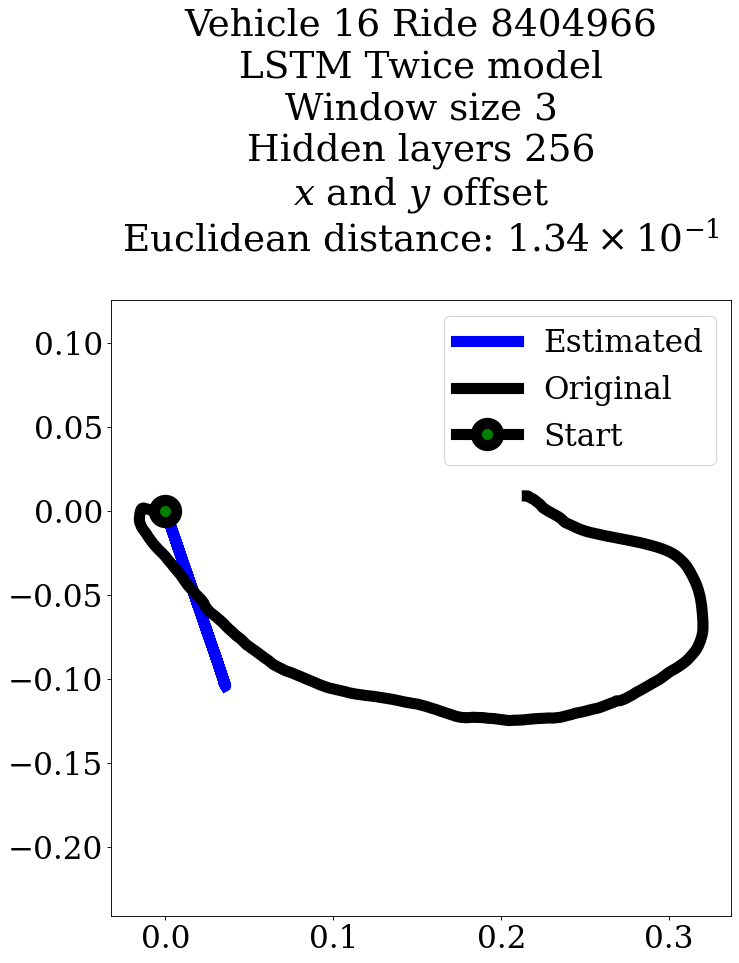 Vehicle 16 Ride 8404966
LSTM Twice model
Window size 3
Hidden layers 256
x and y offset
Euclidean distance: 1.34 × 10⁻¹
Estimated
Original
Start
0.10
0.05
0.00
−0.05
−0.10
−0.15
−0.20
0.0 0.1 0.2 0.3